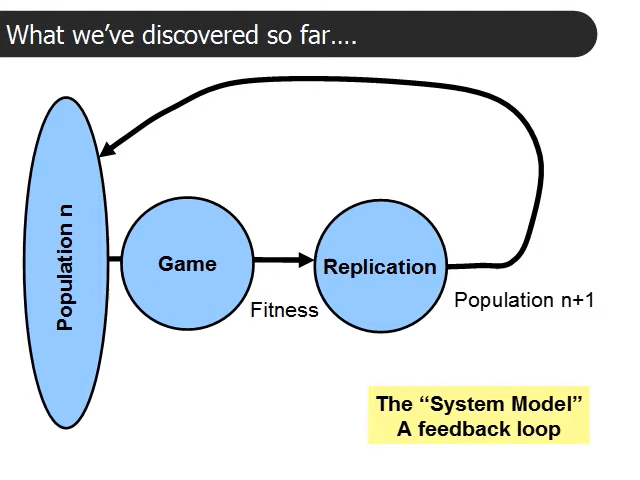 What we've discovered so far....
Population n
Game
Replication
Fitness
Population n+1
The “System Model”
A feedback loop